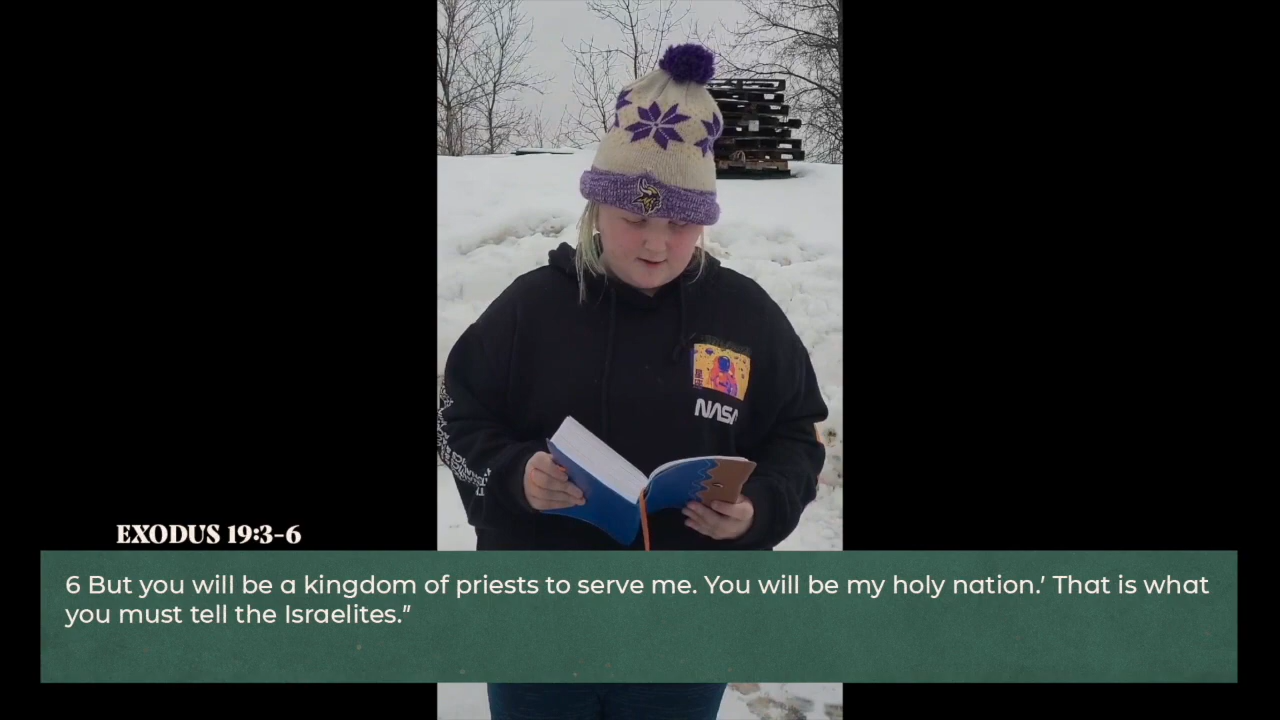 NASA
EXODUS 19:3-6
6 But you will be a kingdom of priests to serve me. You will be my holy nation.' That is what
you must tell the Israelites."